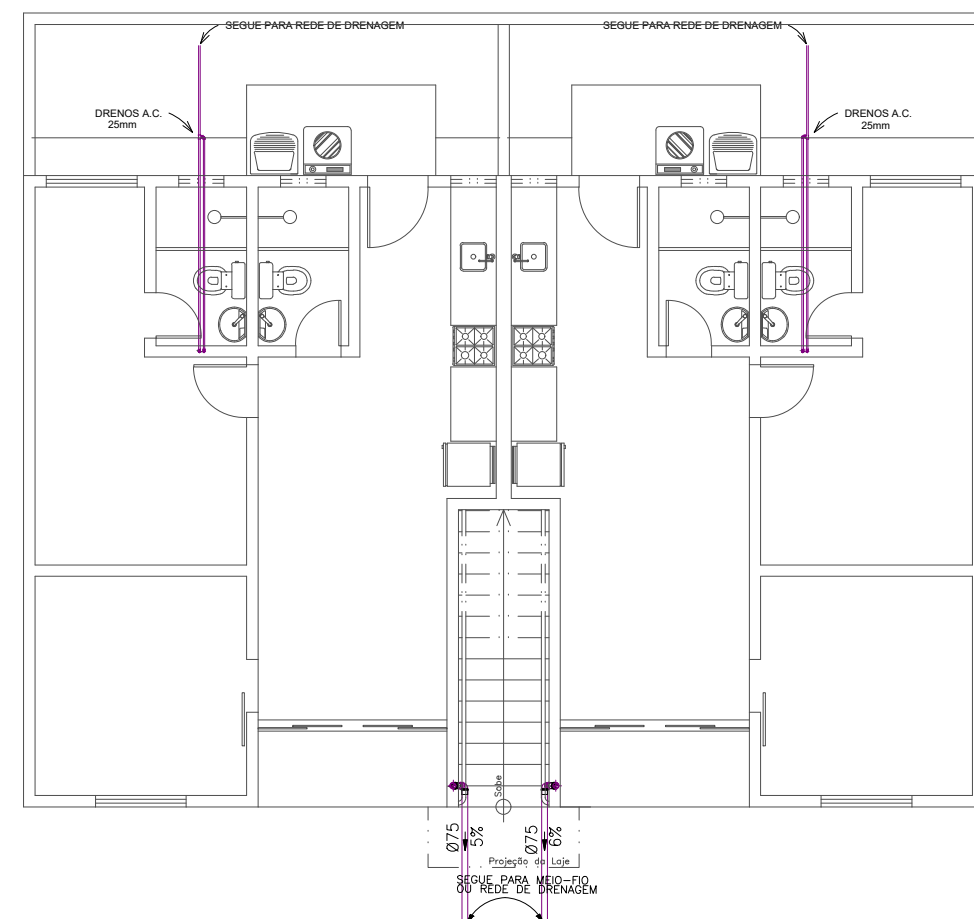 SEGUE PARA REDE DE DRENAGEM
SEGUE PARA REDE DE DRENAGEM
DRENOS A.C.
25mm
DRENOS A.C.
25mm
Sobe
Ø75
5%
Ø75
6%
Projeção da Laje
SEGUE PARA MEIO-FIO
OU REDE DE DRENAGEM